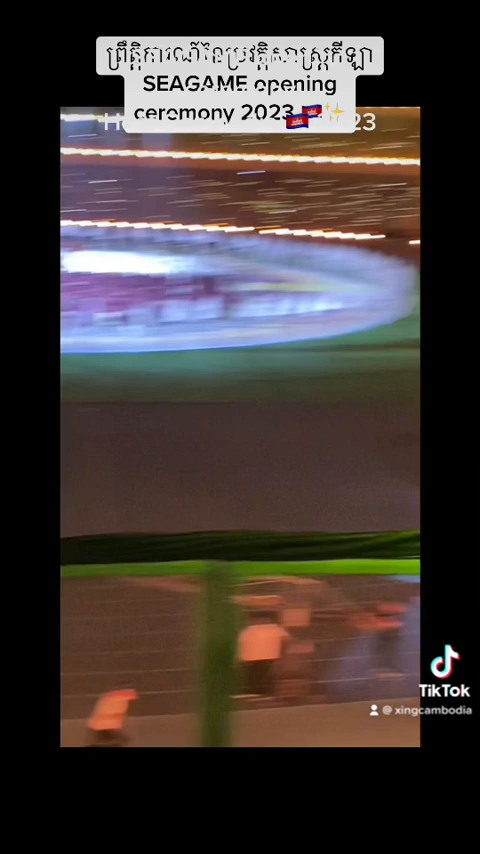 ព្រឹត្តិការណ៍នៃប្រវត្តិសាស្ត្រកីឡា
SEAGAME opening
ceremony 2023 🇰🇭🇰🇭✨
TikTok
@ xingcambodia